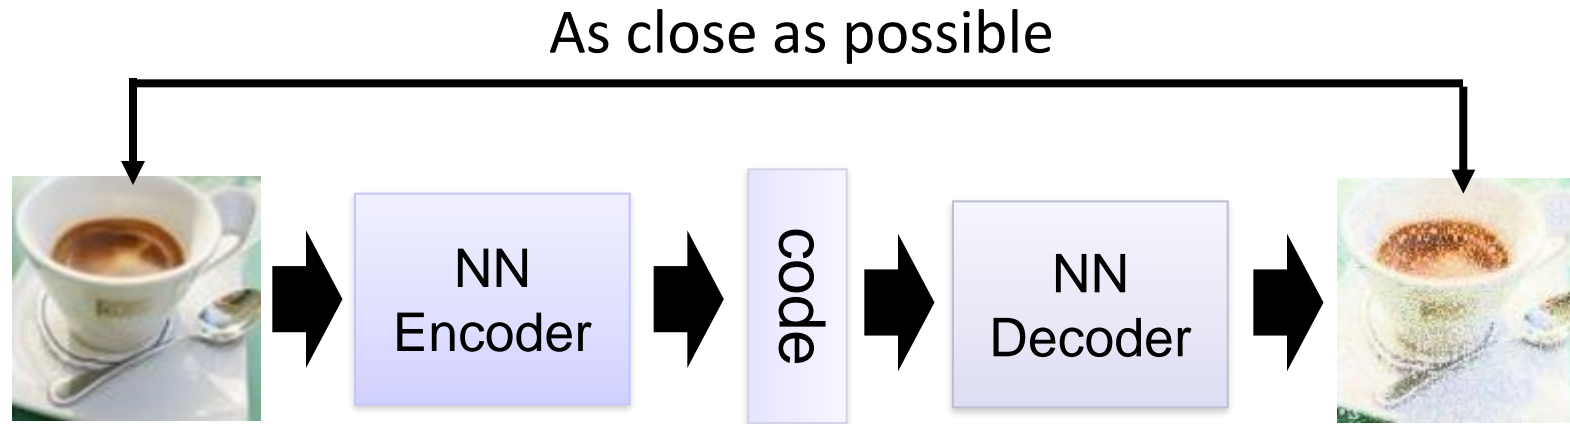 As close as possible
NN
Encoder
code
NN
Decoder